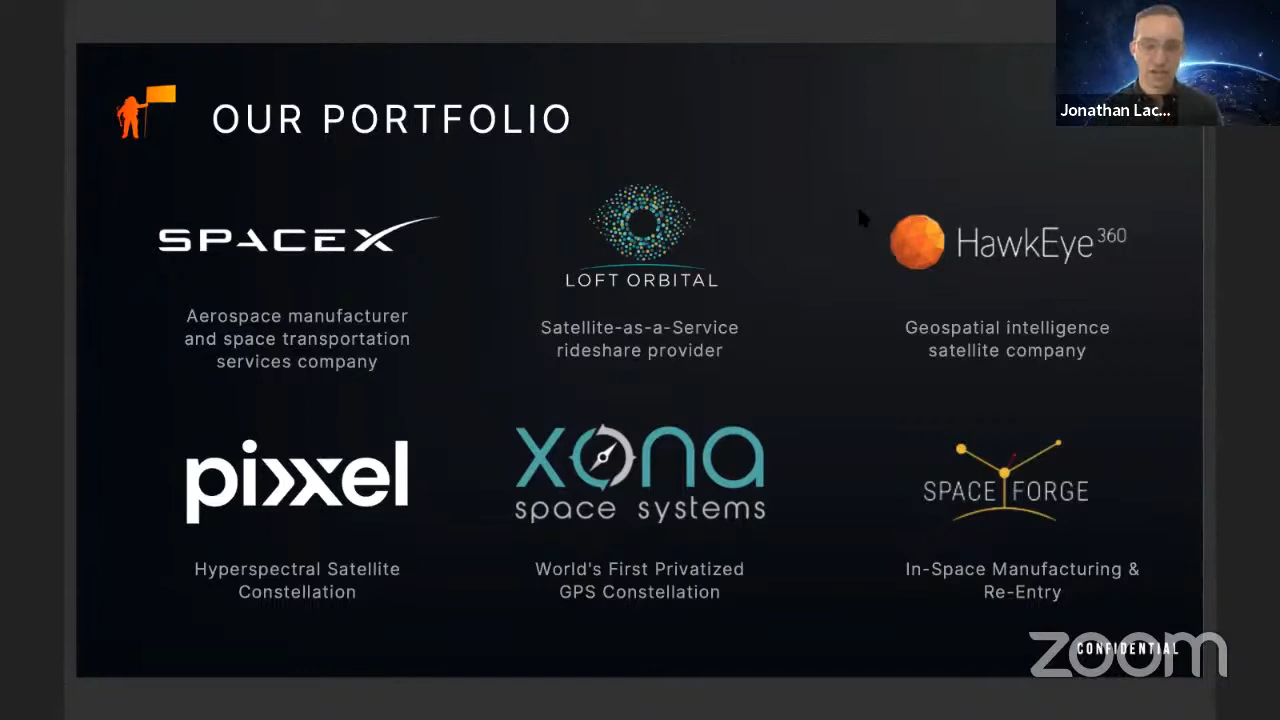 OUR PORTFOLIO
Jonathan Lac...
SPACEX
Aerospace manufacturer
and space transportation
services company
LOFT ORBITAL
Satellite-as-a-Service
rideshare provider
HawkEye360
Geospatial intelligence
satellite company
pixxel
Hyperspectral Satellite
Constellation
xona
space systems
World's First Privatized
GPS Constellation
SPACE FORGE
In-Space Manufacturing &
Re-Entry
CONFIDENTIAL
zoom